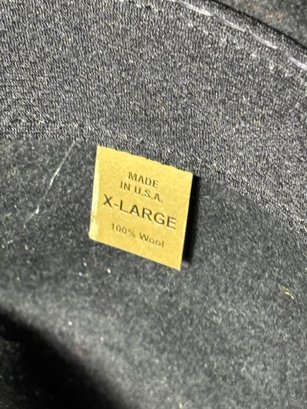 MADE
IN U.S.A.
X-LARGE
100% Wool